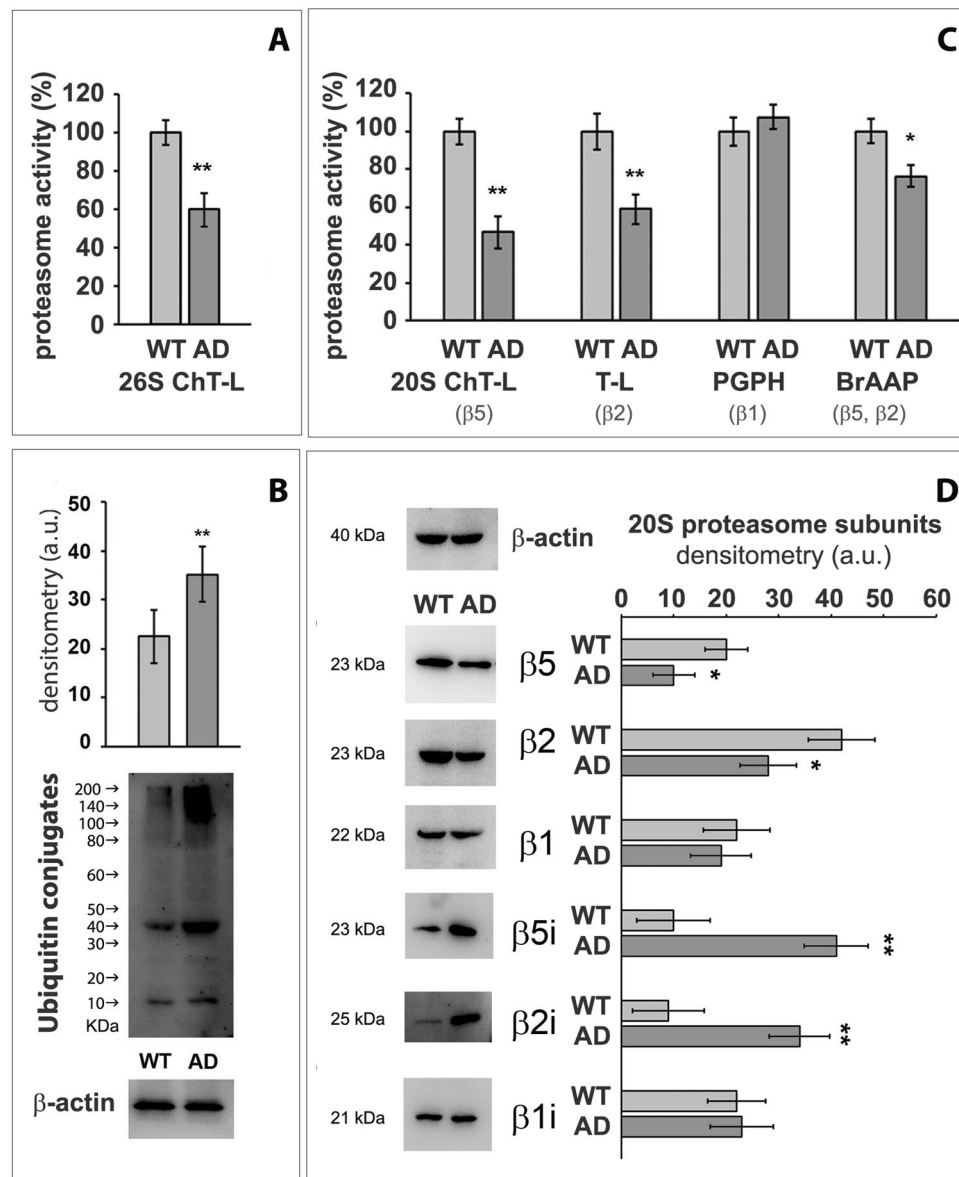 A
proteasome activity (%)
120
100
80
60
40
20
0
**
WT AD
26S ChT-L
C
proteasome activity (%)
120
100
80
60
40
20
0
**
**
*
WT AD WT AD WT AD WT AD
20S ChT-L T-L PGPH BrAAP
(β5) (β2) (β1) (β5, β2)
B
densitometry (a.u.)
50
40
30
20
10
0
**
Ubiquitin conjugates
200→
140→
100→
80→
60→
50→
40→
30→
20→
10→
KDa
WT AD
β-actin
D
20S proteasome subunits
densitometry (a.u.)
0 10 20 30 40 50 60
40 kDa β-actin
WT AD
23 kDa β5 WT
AD *
23 kDa β2 WT
AD *
22 kDa β1 WT
AD
23 kDa β5i WT
AD **
25 kDa β2i WT
AD **
21 kDa β1i WT
AD